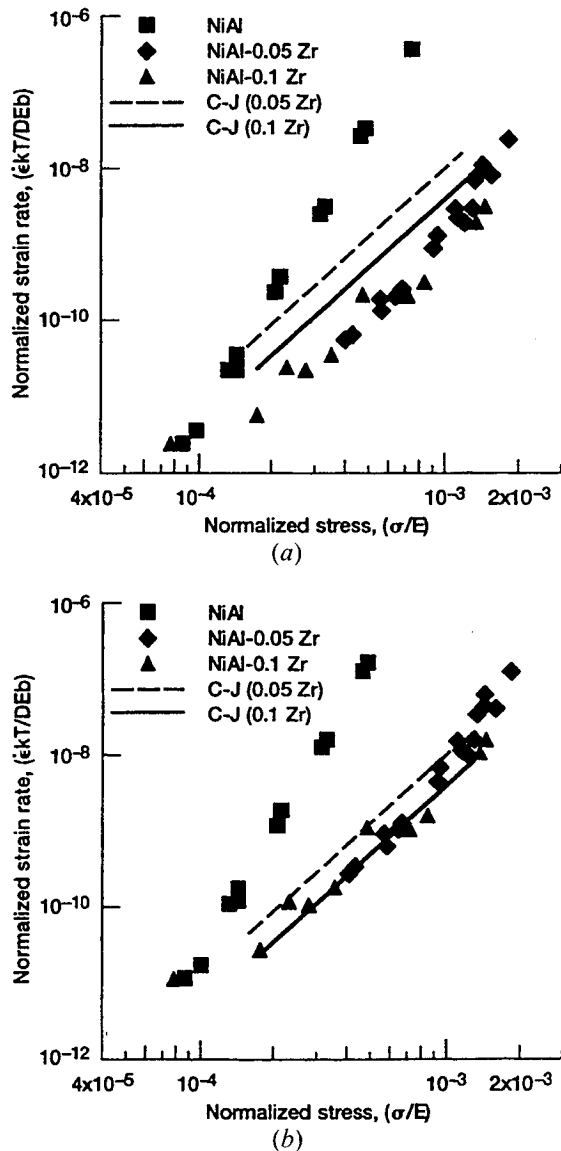 10⁻⁶
NiAl
NiAl-0.05 Zr
NiAl-0.1 Zr
C-J (0.05 Zr)
C-J (0.1 Zr)
Normalized strain rate, (ε̇kT/DEb)
10⁻⁸
10⁻¹⁰
10⁻¹²
4x10⁻⁵
10⁻⁴
10⁻³
2x10⁻³
Normalized stress, (σ/E)
(a)
10⁻⁶
NiAl
NiAl-0.05 Zr
NiAl-0.1 Zr
C-J (0.05 Zr)
C-J (0.1 Zr)
Normalized strain rate, (ε̇kT/DEb)
10⁻⁸
10⁻¹⁰
10⁻¹²
4x10⁻⁵
10⁻⁴
10⁻³
2x10⁻³
Normalized stress, (σ/E)
(b)